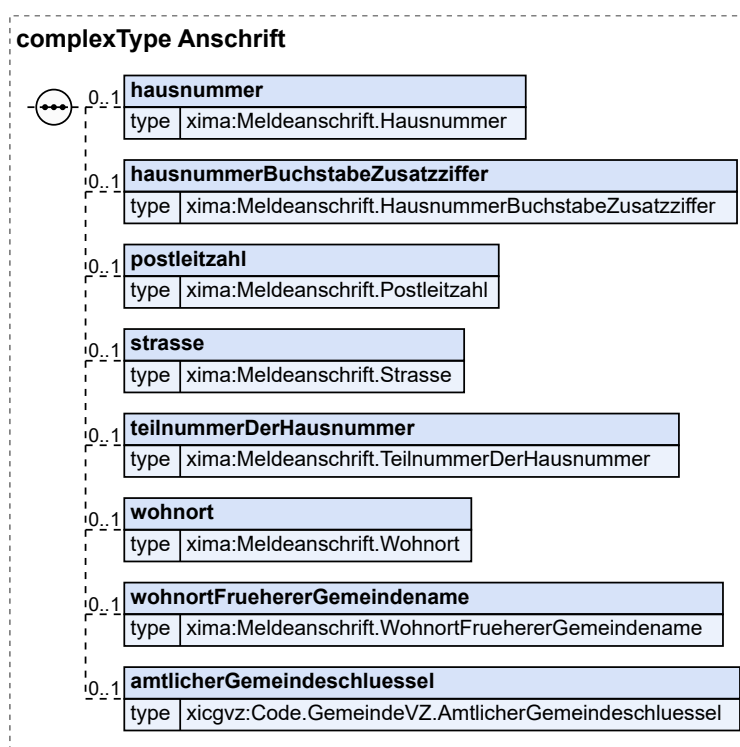 complexType Anschrift
0..1 hausnummer
type xima:Meldeanschrift.Hausnummer
0..1 hausnummerBuchstabeZusatzziffer
type xima:Meldeanschrift.HausnummerBuchstabeZusatzziffer
0..1 postleitzahl
type xima:Meldeanschrift.Postleitzahl
0..1 strasse
type xima:Meldeanschrift.Strasse
0..1 teilnummerDerHausnummer
type xima:Meldeanschrift.TeilnummerDerHausnummer
0..1 wohnort
type xima:Meldeanschrift.Wohnort
0..1 wohnortFruehererGemeindename
type xima:Meldeanschrift.WohnortFruehererGemeindename
0..1 amtlicherGemeindeschluessel
type xicgvz:Code.GemeindeVZ.AmtlicherGemeindeschluessel